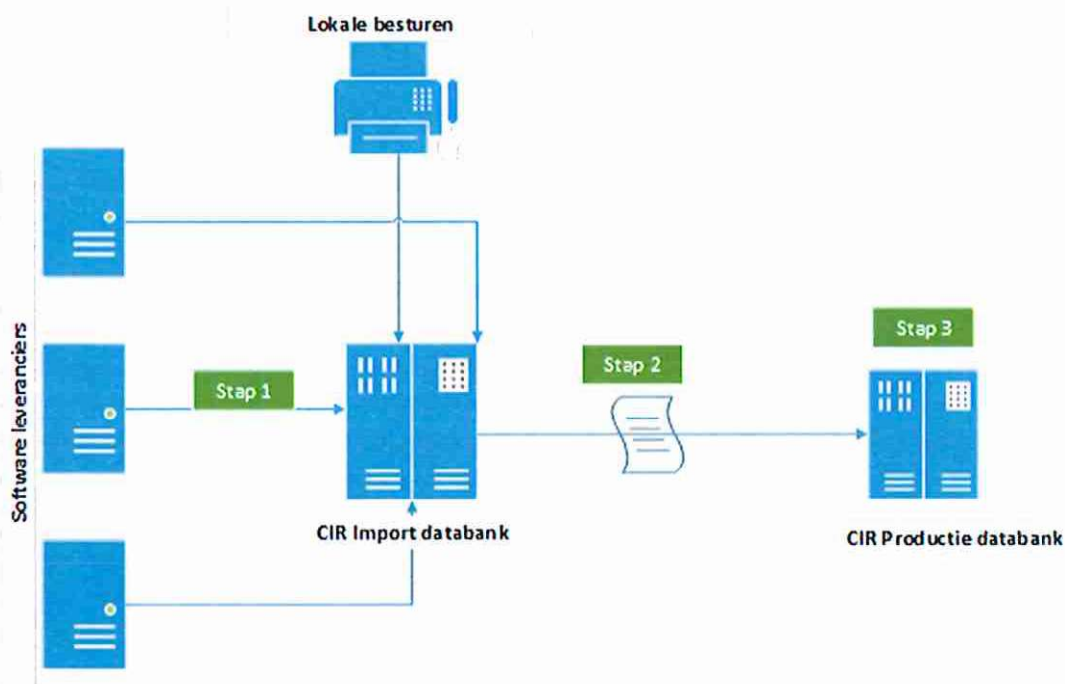 Lokale besturen
Software leveranciers
Stap 1
Stap 2
Stap 3
CIR Import databank
CIR Productie databank